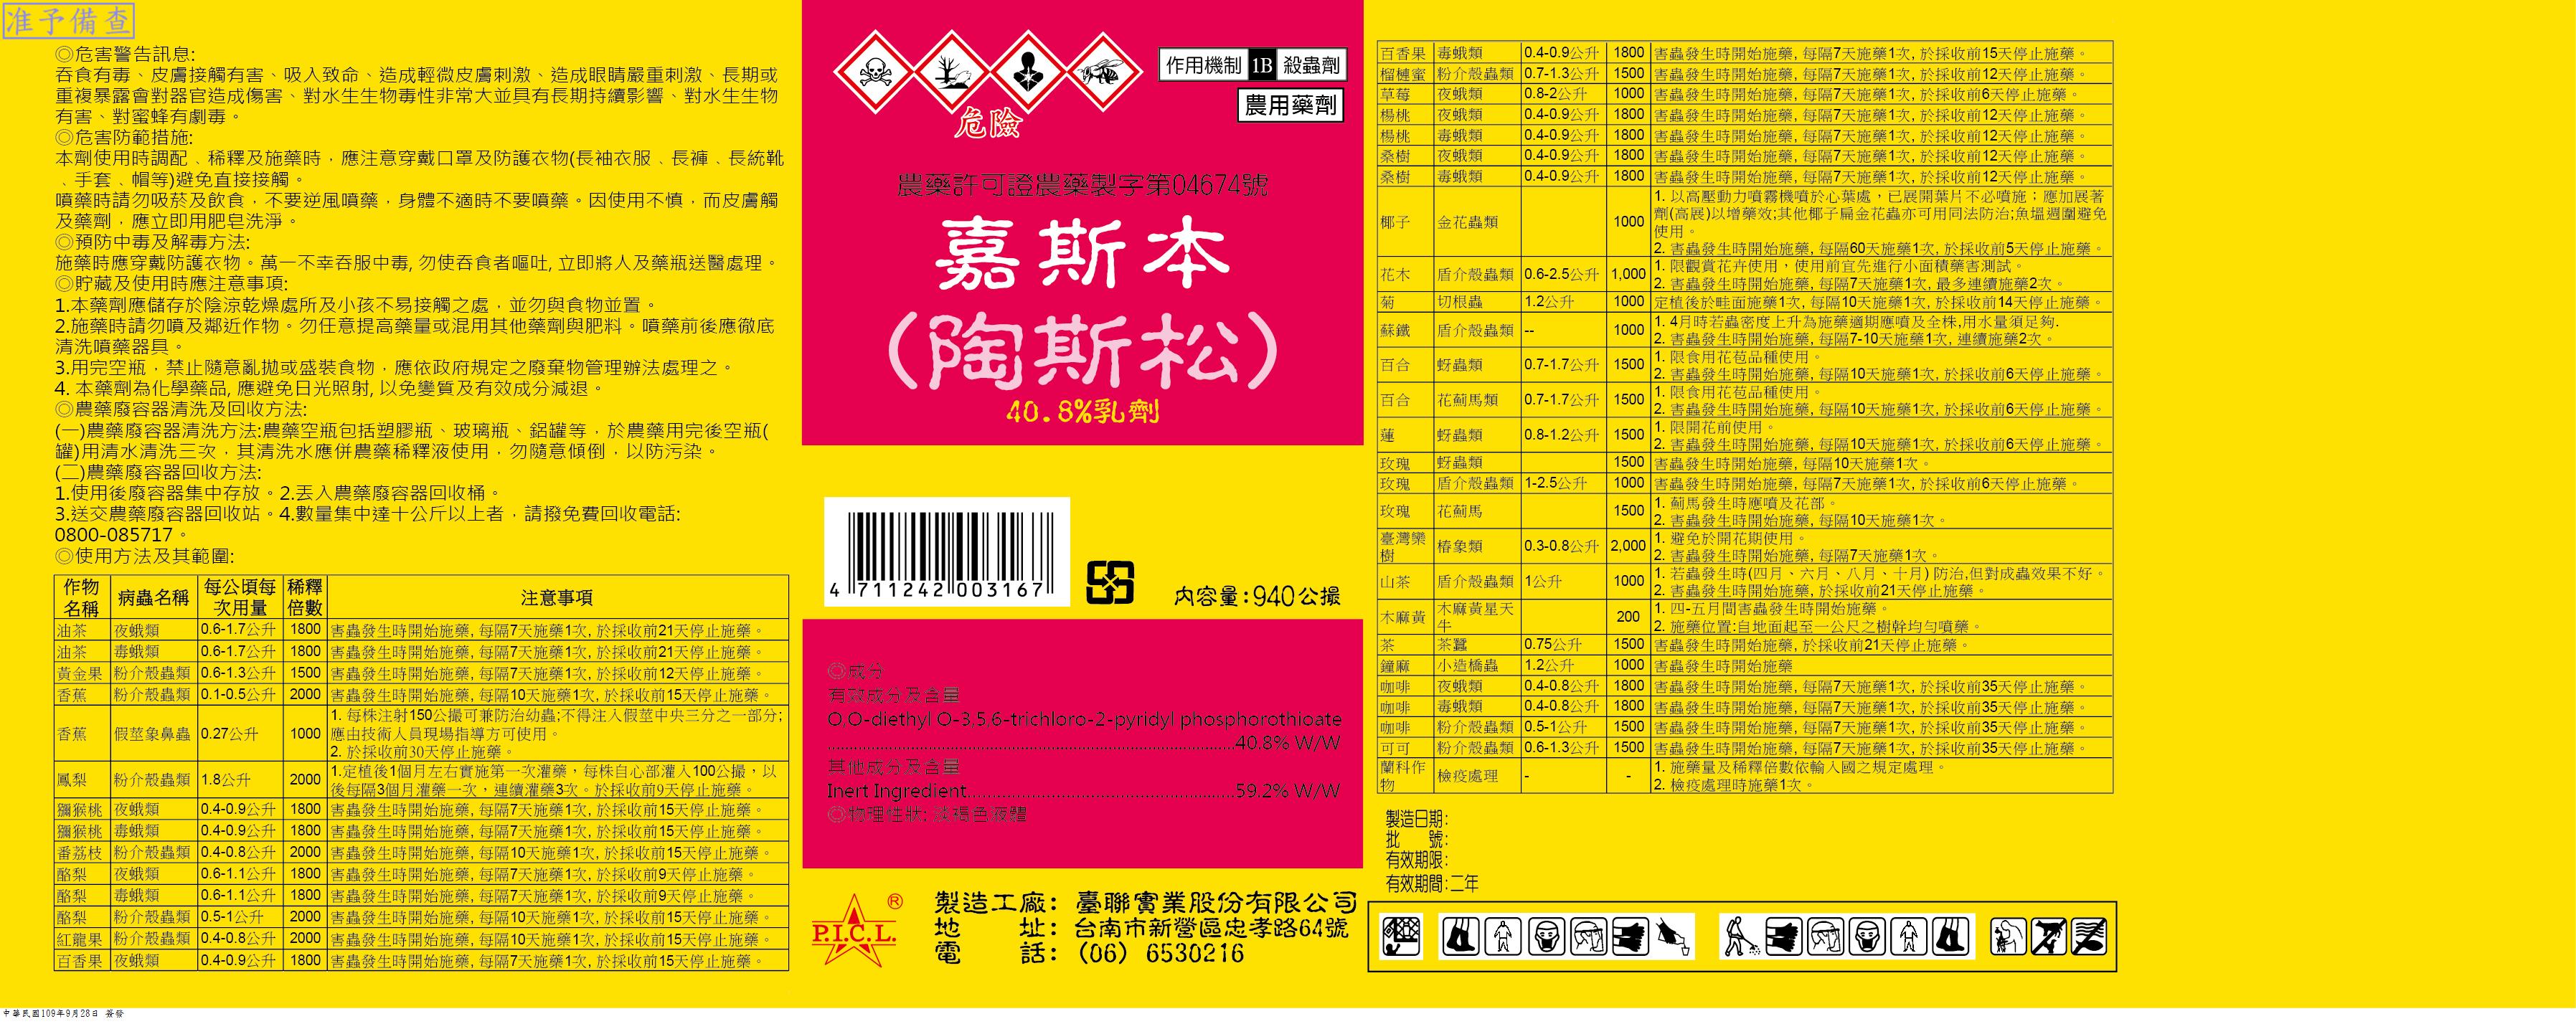 准予備查
◎危害警告訊息:
吞食有毒、皮膚接觸有害、吸入致命、造成輕微皮膚刺激、造成眼睛嚴重刺激、長期或
重複暴露會對器官造成傷害、對水生生物毒性非常大並具有長期持續影響、對水生生物
有害、對蜜蜂有劇毒。
◎危害防範措施:
本劑使用時調配﹑稀釋及施藥時，應注意穿戴口罩及防護衣物(長袖衣服﹑長褲﹑長統靴
﹑手套﹑帽等)避免直接接觸。
噴藥時請勿吸菸及飲食，不要逆風噴藥，身體不適時不要噴藥。因使用不慎，而皮膚觸
及藥劑，應立即用肥皂洗淨。
◎預防中毒及解毒方法:
施藥時應穿戴防護衣物。萬一不幸吞服中毒, 勿使吞食者嘔吐, 立即將人及藥瓶送醫處理。
◎貯藏及使用時應注意事項:
1.本藥劑應儲存於陰涼乾燥處所及小孩不易接觸之處，並勿與食物並置。
2.施藥時請勿噴及鄰近作物。勿任意提高藥量或混用其他藥劑與肥料。噴藥前後應徹底
清洗噴藥器具。
3.用完空瓶，禁止隨意亂拋或盛裝食物，應依政府規定之廢棄物管理辦法處理之。
4. 本藥劑為化學藥品, 應避免日光照射, 以免變質及有效成分減退。
◎農藥廢容器清洗及回收方法:
(一)農藥廢容器清洗方法:農藥空瓶包括塑膠瓶、玻璃瓶、鋁罐等，於農藥用完後空瓶(
罐)用清水清洗三次，其清洗水應併農藥稀釋液使用，勿隨意傾倒，以防污染。
(二)農藥廢容器回收方法:
1.使用後廢容器集中存放。2.丟入農藥廢容器回收桶。
3.送交農藥廢容器回收站。4.數量集中達十公斤以上者，請撥免費回收電話:
0800-085717。
◎使用方法及其範圍:
作物名稱 病蟲名稱 每公頃每次用量 稀釋倍數 注意事項
油茶 夜蛾類 0.6-1.7公升 1800 害蟲發生時開始施藥, 每隔7天施藥1次, 於採收前21天停止施藥。
油茶 毒蛾類 0.6-1.7公升 1800 害蟲發生時開始施藥, 每隔7天施藥1次, 於採收前21天停止施藥。
黃金果 粉介殼蟲類 0.6-1.3公升 1500 害蟲發生時開始施藥, 每隔7天施藥1次, 於採收前12天停止施藥。
香蕉 粉介殼蟲類 0.1-0.5公升 2000 害蟲發生時開始施藥, 每隔10天施藥1次, 於採收前15天停止施藥。
香蕉 假莖象鼻蟲 0.27公升 1000 1. 每株注射150公撮可兼防治幼蟲;不得注入假莖中央三分之一部分;
應由技術人員現場指導方可使用。
2. 於採收前30天停止施藥。
鳳梨 粉介殼蟲類 1.8公升 2000 1.定植後1個月左右實施第一次灌藥，每株自心部灌入100公撮，以
後每隔3個月灌藥一次，連續灌藥3次。於採收前9天停止施藥。
獼猴桃 夜蛾類 0.4-0.9公升 1800 害蟲發生時開始施藥, 每隔7天施藥1次, 於採收前15天停止施藥。
獼猴桃 毒蛾類 0.4-0.9公升 1800 害蟲發生時開始施藥, 每隔7天施藥1次, 於採收前15天停止施藥。
番荔枝 粉介殼蟲類 0.4-0.8公升 2000 害蟲發生時開始施藥, 每隔10天施藥1次, 於採收前15天停止施藥。
酪梨 夜蛾類 0.6-1.1公升 1800 害蟲發生時開始施藥, 每隔7天施藥1次, 於採收前9天停止施藥。
酪梨 毒蛾類 0.6-1.1公升 1800 害蟲發生時開始施藥, 每隔7天施藥1次, 於採收前9天停止施藥。
酪梨 粉介殼蟲類 0.5-1公升 2000 害蟲發生時開始施藥, 每隔10天施藥1次, 於採收前15天停止施藥。
紅龍果 粉介殼蟲類 0.4-0.8公升 2000 害蟲發生時開始施藥, 每隔10天施藥1次, 於採收前15天停止施藥。
百香果 夜蛾類 0.4-0.9公升 1800 害蟲發生時開始施藥, 每隔7天施藥1次, 於採收前15天停止施藥。
危險
作用機制 1B 殺蟲劑
農用藥劑
農藥許可證農藥製字第04674號
嘉斯本
(陶斯松)
40.8%乳劑
4 711242 003167
內容量:940公撮
◎成分
有效成分及含量
O,O-diethyl O-3,5,6-trichloro-2-pyridyl phosphorothioate
........40.8% W/W
其他成分及含量
Inert Ingredient........59.2% W/W
◎物理性狀: 淡褐色液體
P.I.C.L.®
製造工廠: 臺聯實業股份有限公司
地 址: 台南市新營區忠孝路64號
電 話: (06) 6530216
百香果 毒蛾類 0.4-0.9公升 1800 害蟲發生時開始施藥, 每隔7天施藥1次, 於採收前15天停止施藥。
榴槤蜜 粉介殼蟲類 0.7-1.3公升 1500 害蟲發生時開始施藥, 每隔7天施藥1次, 於採收前12天停止施藥。
草莓 夜蛾類 0.8-2公升 1000 害蟲發生時開始施藥, 每隔7天施藥1次, 於採收前6天停止施藥。
楊桃 夜蛾類 0.4-0.9公升 1800 害蟲發生時開始施藥, 每隔7天施藥1次, 於採收前12天停止施藥。
楊桃 毒蛾類 0.4-0.9公升 1800 害蟲發生時開始施藥, 每隔7天施藥1次, 於採收前12天停止施藥。
桑樹 夜蛾類 0.4-0.9公升 1800 害蟲發生時開始施藥, 每隔7天施藥1次, 於採收前12天停止施藥。
桑樹 毒蛾類 0.4-0.9公升 1800 害蟲發生時開始施藥, 每隔7天施藥1次, 於採收前12天停止施藥。
椰子 金花蟲類 1000 1. 以高壓動力噴霧機噴於心葉處，已展開葉片不必噴施；應加展著
劑(高展)以增藥效;其他椰子扁金花蟲亦可用同法防治;魚塭週圍避免
使用。
2. 害蟲發生時開始施藥, 每隔60天施藥1次, 於採收前5天停止施藥。
花木 盾介殼蟲類 0.6-2.5公升 1,000 1. 限觀賞花卉使用，使用前宜先進行小面積藥害測試。
2. 害蟲發生時開始施藥, 每隔7天施藥1次, 最多連續施藥2次。
菊 切根蟲 1.2公升 1000 定植後於畦面施藥1次, 每隔10天施藥1次, 於採收前14天停止施藥。
蘇鐵 盾介殼蟲類 -- 1000 1. 4月時若蟲密度上升為施藥適期應噴及全株,用水量須足夠.
2. 害蟲發生時開始施藥, 每隔7-10天施藥1次, 連續施藥2次。
百合 蚜蟲類 0.7-1.7公升 1500 1. 限食用花苞品種使用。
2. 害蟲發生時開始施藥, 每隔10天施藥1次, 於採收前6天停止施藥。
百合 花薊馬類 0.7-1.7公升 1500 1. 限食用花苞品種使用。
2. 害蟲發生時開始施藥, 每隔10天施藥1次, 於採收前6天停止施藥。
蓮 蚜蟲類 0.8-1.2公升 1500 1. 限開花前使用。
2. 害蟲發生時開始施藥, 每隔10天施藥1次, 於採收前6天停止施藥。
玫瑰 蚜蟲類 1500 害蟲發生時開始施藥, 每隔10天施藥1次。
玫瑰 盾介殼蟲類 1-2.5公升 1000 害蟲發生時開始施藥, 每隔7天施藥1次, 於採收前6天停止施藥。
玫瑰 花薊馬 1500 1. 薊馬發生時應噴及花部。
2. 害蟲發生時開始施藥, 每隔10天施藥1次。
臺灣欒樹 椿象類 0.3-0.8公升 2,000 1. 避免於開花期使用。
2. 害蟲發生時開始施藥, 每隔7天施藥1次。
山茶 盾介殼蟲類 1公升 1000 1. 若蟲發生時(四月、六月、八月、十月) 防治,但對成蟲效果不好。
2. 害蟲發生時開始施藥, 於採收前21天停止施藥。
木麻黃 木麻黃星天牛 200 1. 四-五月間害蟲發生時開始施藥。
2. 施藥位置:自地面起至一公尺之樹幹均勻噴藥。
茶 茶蠶 0.75公升 1500 害蟲發生時開始施藥, 於採收前21天停止施藥。
鐘麻 小造橋蟲 1.2公升 1000 害蟲發生時開始施藥
咖啡 夜蛾類 0.4-0.8公升 1800 害蟲發生時開始施藥, 每隔7天施藥1次, 於採收前35天停止施藥。
咖啡 毒蛾類 0.4-0.8公升 1800 害蟲發生時開始施藥, 每隔7天施藥1次, 於採收前35天停止施藥。
咖啡 粉介殼蟲類 0.5-1公升 1500 害蟲發生時開始施藥, 每隔7天施藥1次, 於採收前35天停止施藥。
可可 粉介殼蟲類 0.6-1.3公升 1500 害蟲發生時開始施藥, 每隔7天施藥1次, 於採收前35天停止施藥。
蘭科作物 檢疫處理 - - 1. 施藥量及稀釋倍數依輸入國之規定處理。
2. 檢疫處理時施藥1次。
製造日期:
批 號:
有效期限:
有效期間:二年
中華民國109年9月28日 簽發